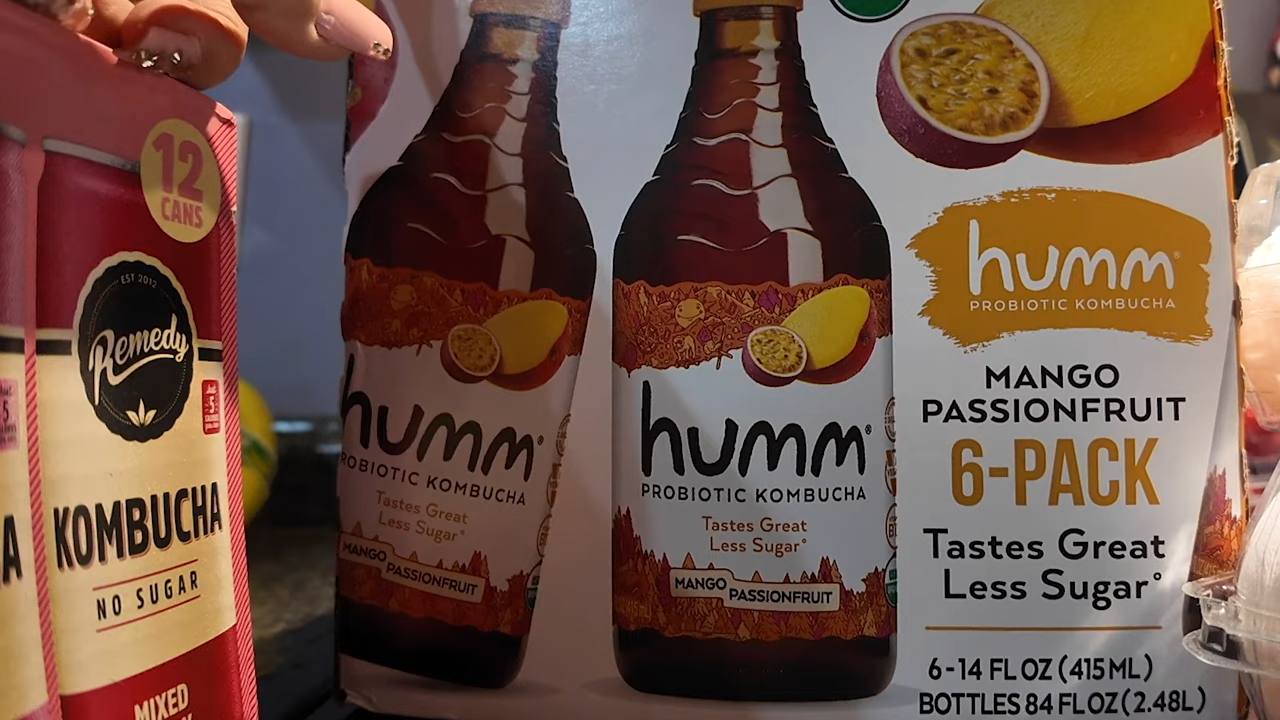 12
CANS
EST 2012
Remedy
KOMBUCHA
NO SUGAR
MIXED
A
5
humm
PROBIOTIC KOMBUCHA
Tastes Great
Less Sugar°
MANGO PASSIONFRUIT
humm®
PROBIOTIC KOMBUCHA
Tastes Great
Less Sugar°
MANGO PASSIONFRUIT
humm®
PROBIOTIC KOMBUCHA
MANGO
PASSIONFRUIT
6-PACK
Tastes Great
Less Sugar°
6-14 FL OZ (415ML)
BOTTLES 84 FL OZ (2.48L)